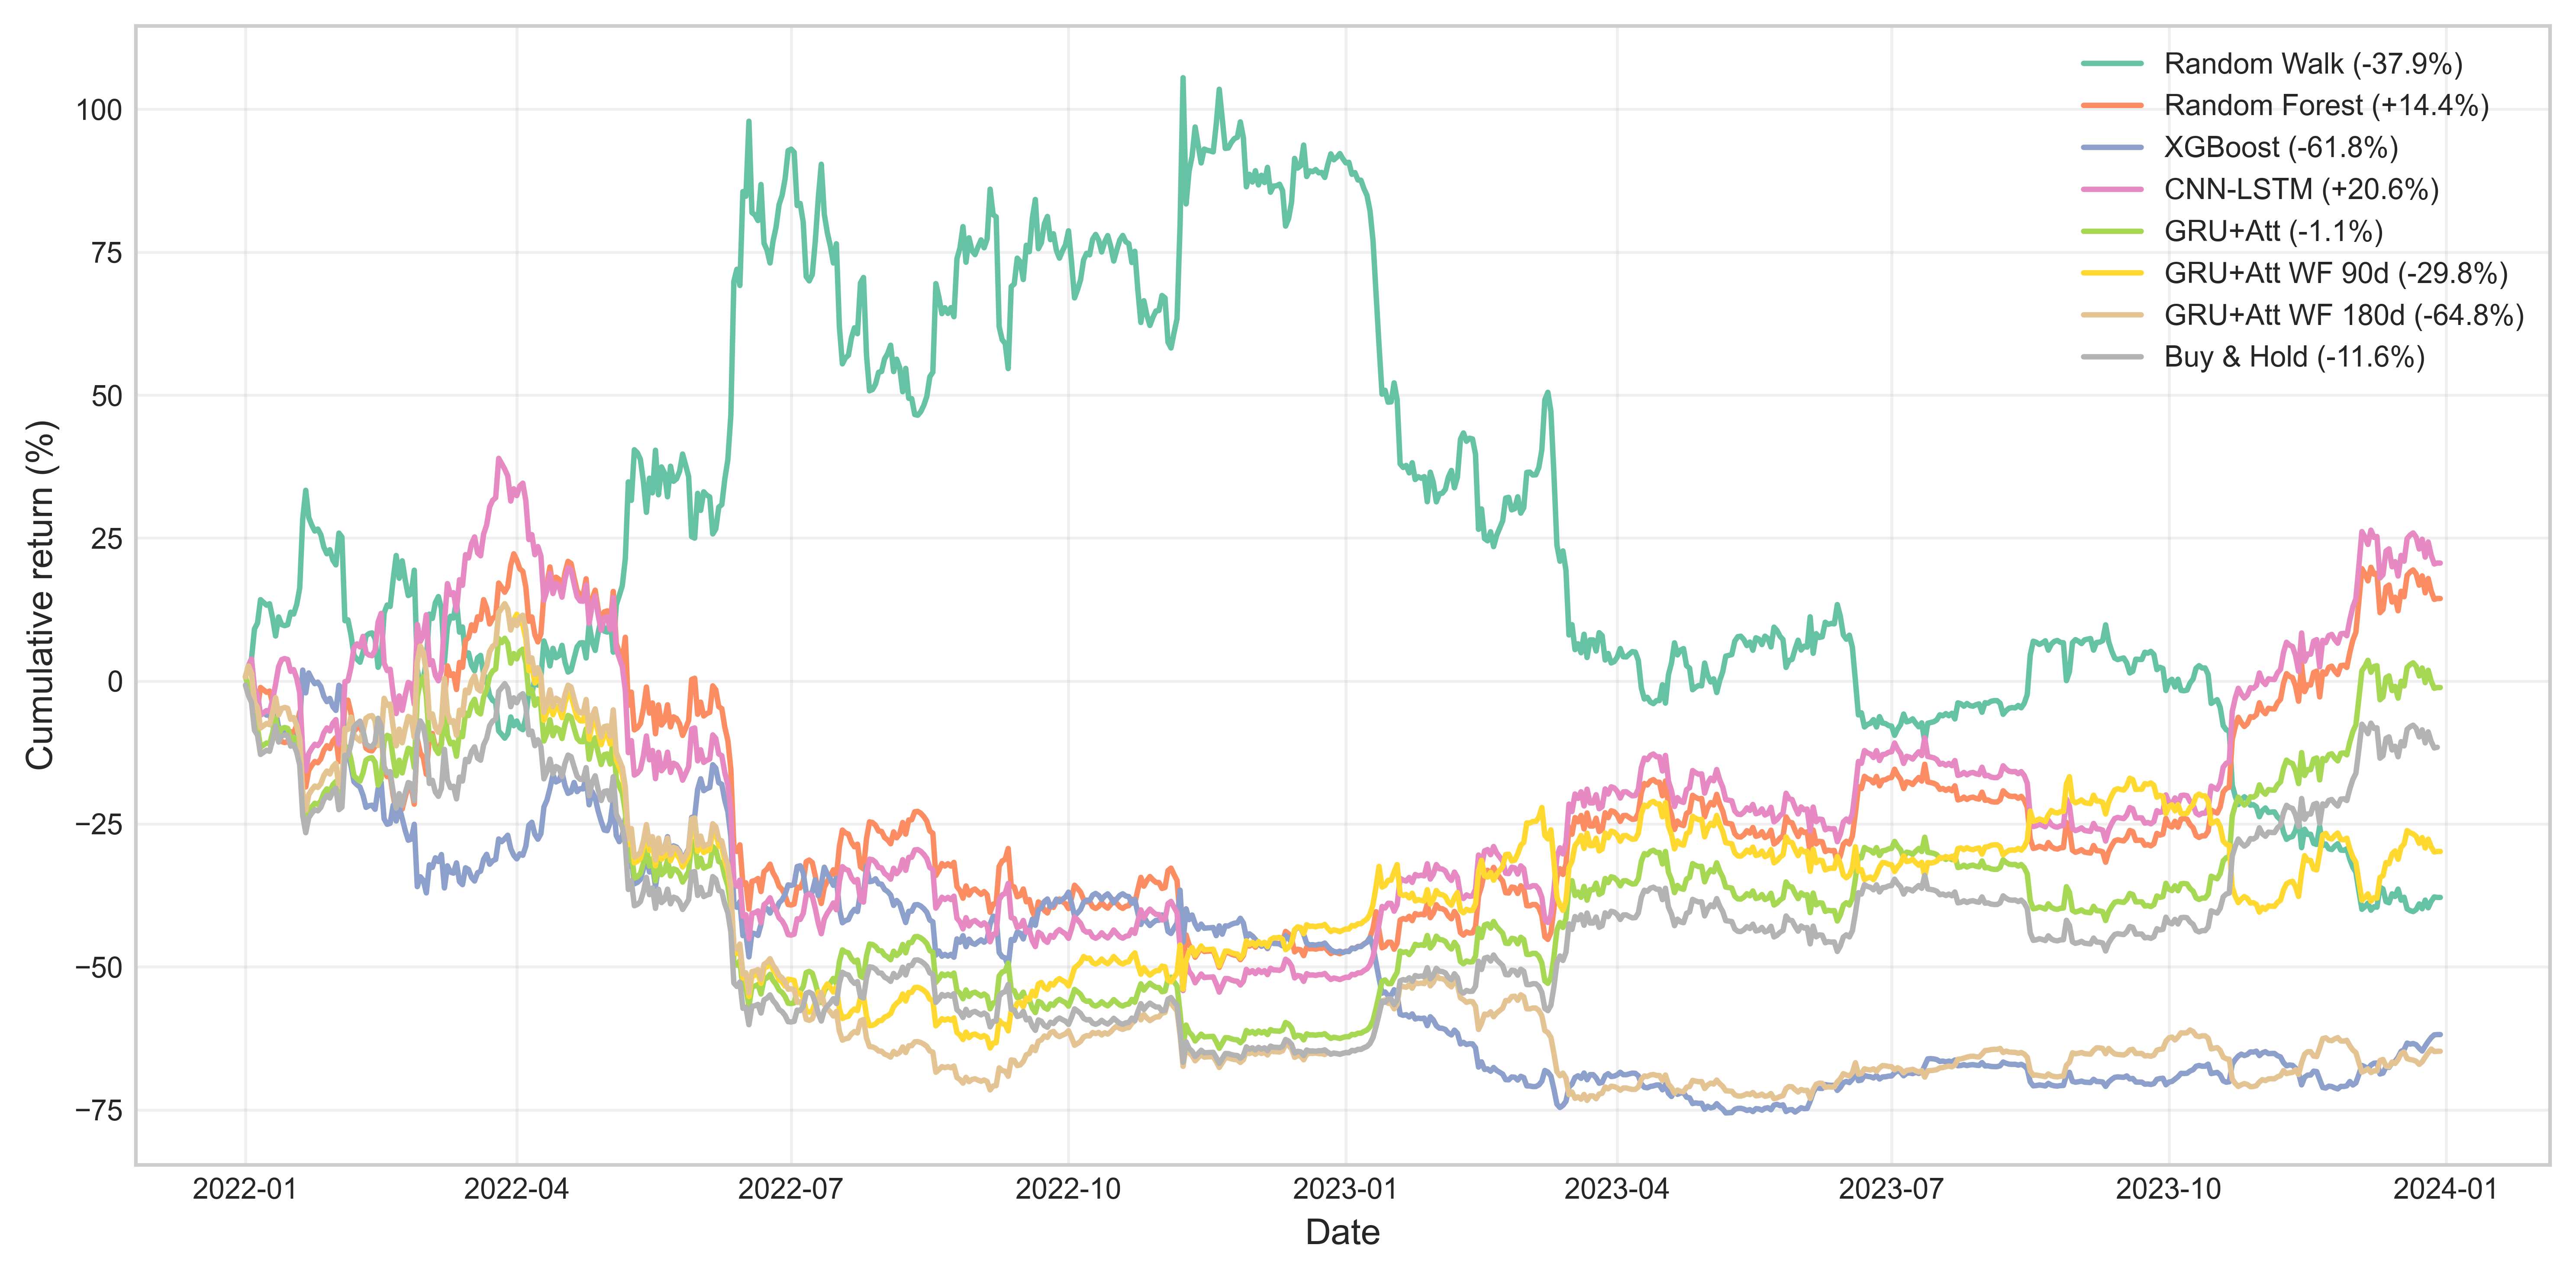 Random Walk (-37.9%)
Random Forest (+14.4%)
XGBoost (-61.8%)
CNN-LSTM (+20.6%)
GRU+Att (-1.1%)
GRU+Att WF 90d (-29.8%)
GRU+Att WF 180d (-64.8%)
Buy & Hold (-11.6%)
Cumulative return (%)
100
75
50
25
0
−25
−50
−75
2022-01 2022-04 2022-07 2022-10 2023-01 2023-04 2023-07 2023-10 2024-01
Date